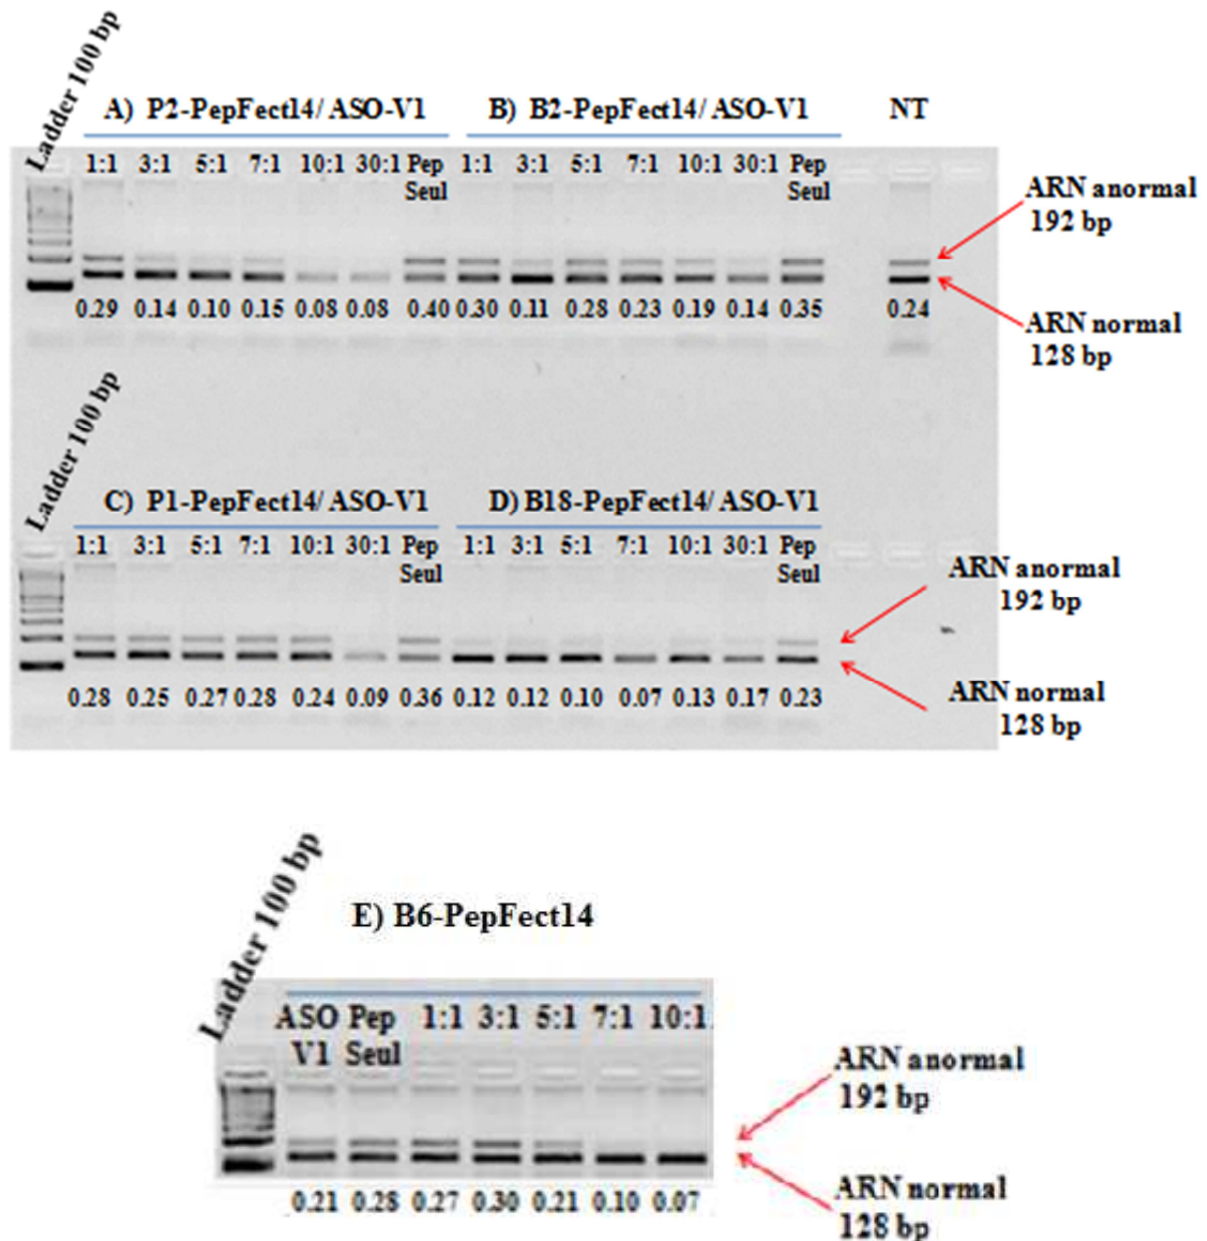 Ladder 100 bp
A) P2-PepFect14/ ASO-V1
B) B2-PepFect14/ ASO-V1
NT
1:1 3:1 5:1 7:1 10:1 30:1 Pep Seul 1:1 3:1 5:1 7:1 10:1 30:1 Pep Seul
ARN anormal
192 bp
0.29 0.14 0.10 0.15 0.08 0.08 0.40 0.30 0.11 0.28 0.23 0.19 0.14 0.35 0.24
ARN normal
128 bp
Ladder 100 bp
C) P1-PepFect14/ ASO-V1
D) B18-PepFect14/ ASO-V1
1:1 3:1 5:1 7:1 10:1 30:1 Pep Seul 1:1 3:1 5:1 7:1 10:1 30:1 Pep Seul
ARN anormal
192 bp
0.28 0.25 0.27 0.28 0.24 0.09 0.36 0.12 0.12 0.10 0.07 0.13 0.17 0.23
ARN normal
128 bp
Ladder 100 bp
E) B6-PepFect14
ASO Pep 1:1 3:1 5:1 7:1 10:1
V1 Seul
ARN anormal
192 bp
0.21 0.28 0.27 0.30 0.21 0.10 0.07
ARN normal
128 bp